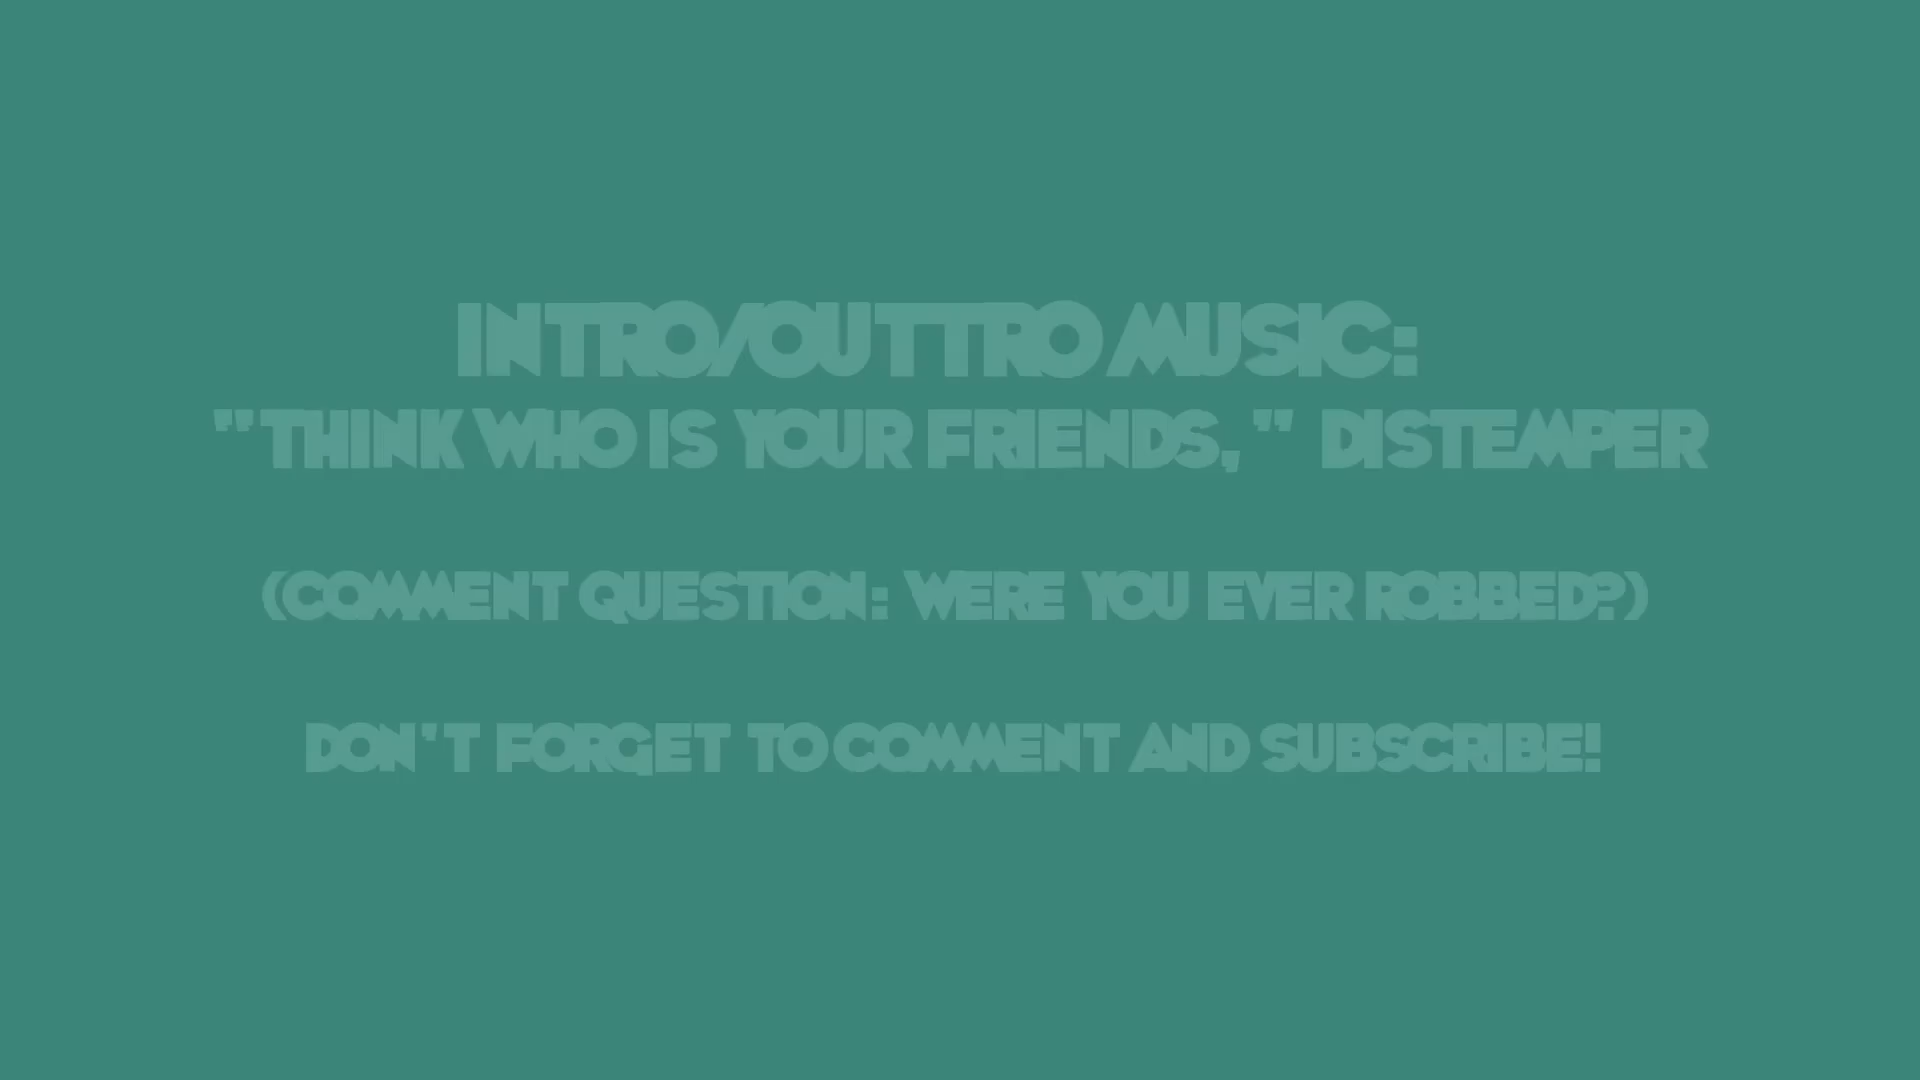 INTRO/OUTTRO MUSIC:
"THINK WHO IS YOUR FRIENDS," DISTEMPER
(COMMENT QUESTION: WERE YOU EVER ROBBED?)
DON'T FORGET TO COMMENT AND SUBSCRIBE!